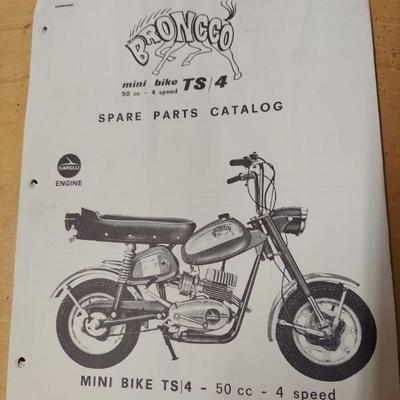 BRONCCO
mini bike TS/4
50 cc - 4 speed
SPARE PARTS CATALOG
GARELLI
ENGINE
BRONCCO
MINI BIKE TS|4 - 50 cc - 4 speed